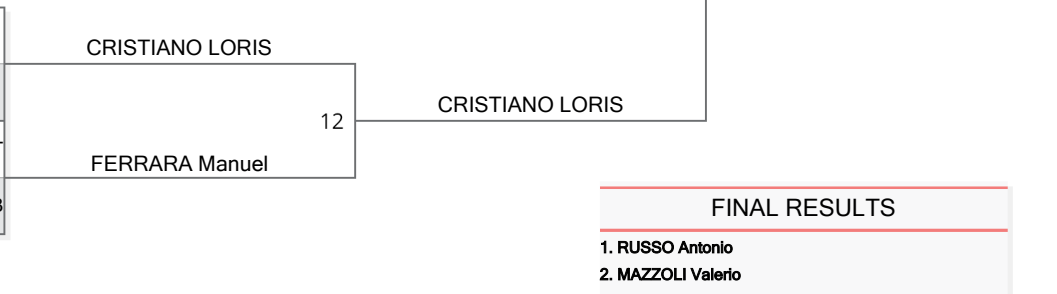 CRISTIANO LORIS
12
CRISTIANO LORIS
FERRARA Manuel
FINAL RESULTS
1. RUSSO Antonio
2. MAZZOLI Valerio